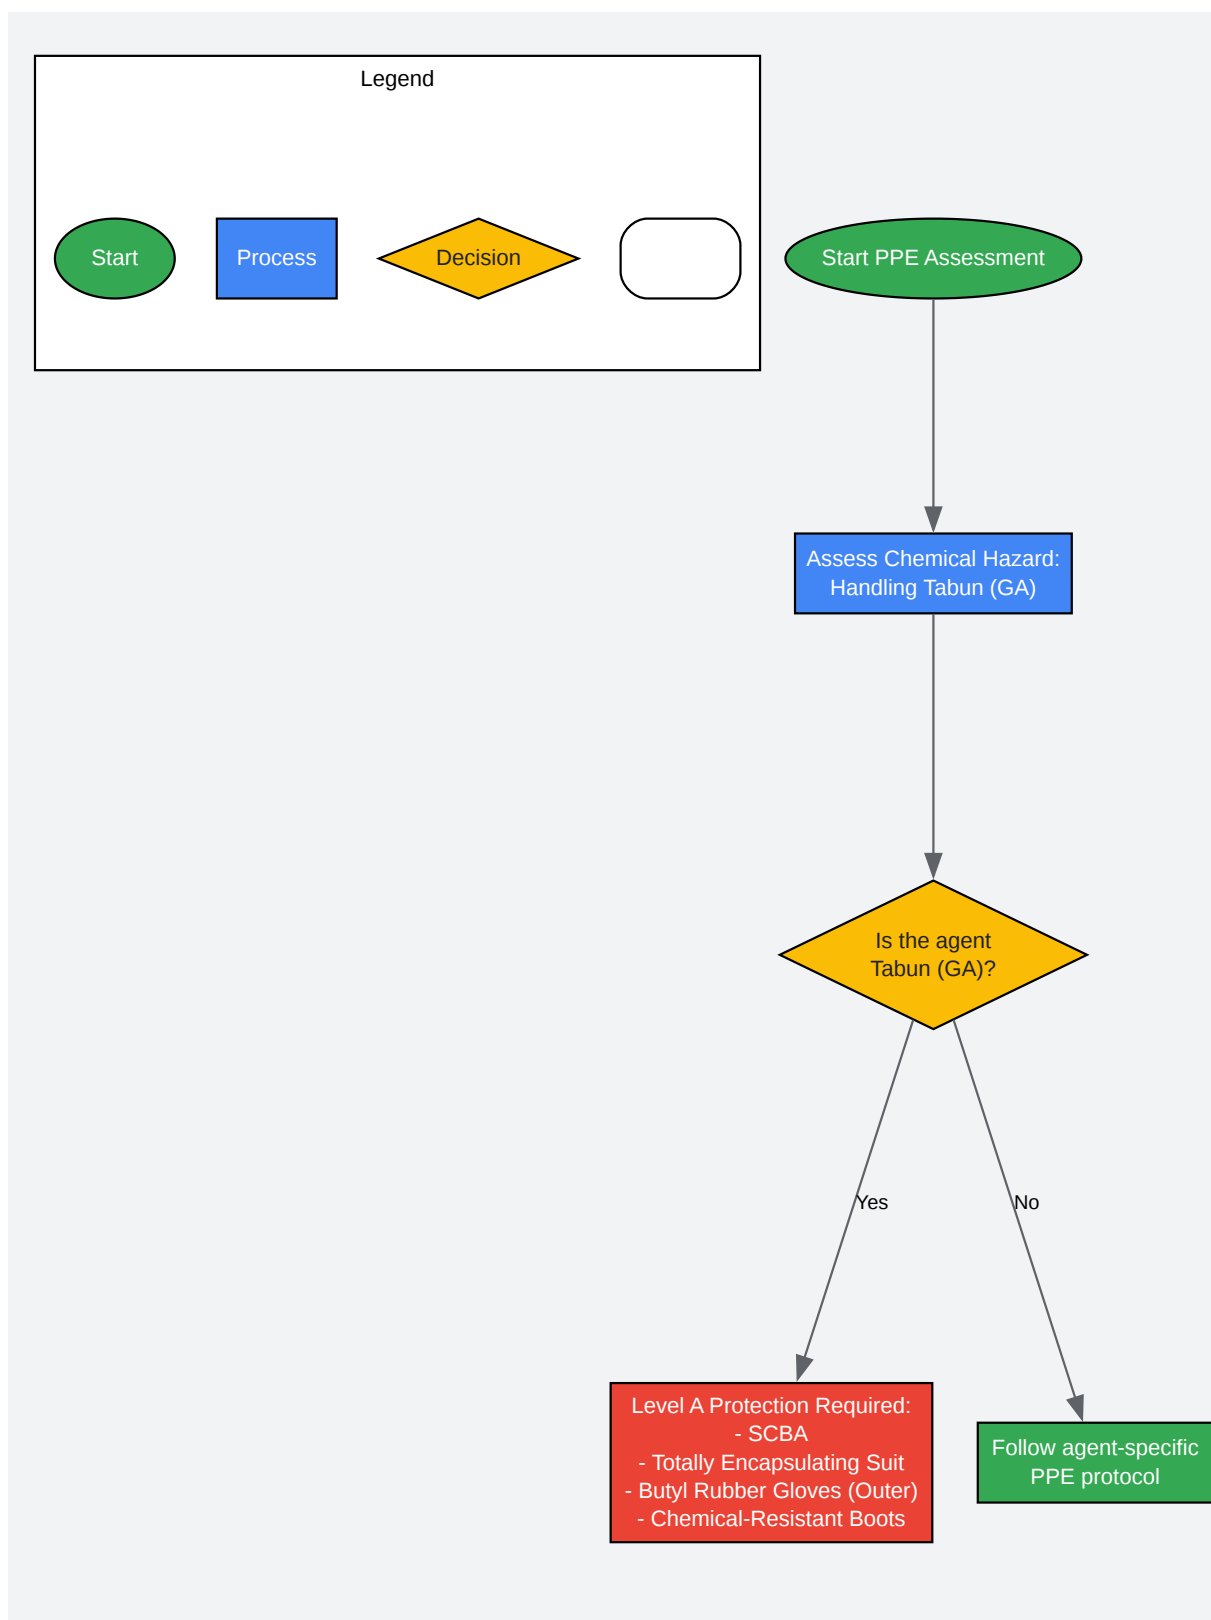 Legend
Start
Process
Decision
Start PPE Assessment
Assess Chemical Hazard:
Handling Tabun (GA)
Is the agent
Tabun (GA)?
Yes
No
Level A Protection Required:
- SCBA
- Totally Encapsulating Suit
- Butyl Rubber Gloves (Outer)
- Chemical-Resistant Boots
Follow agent-specific
PPE protocol